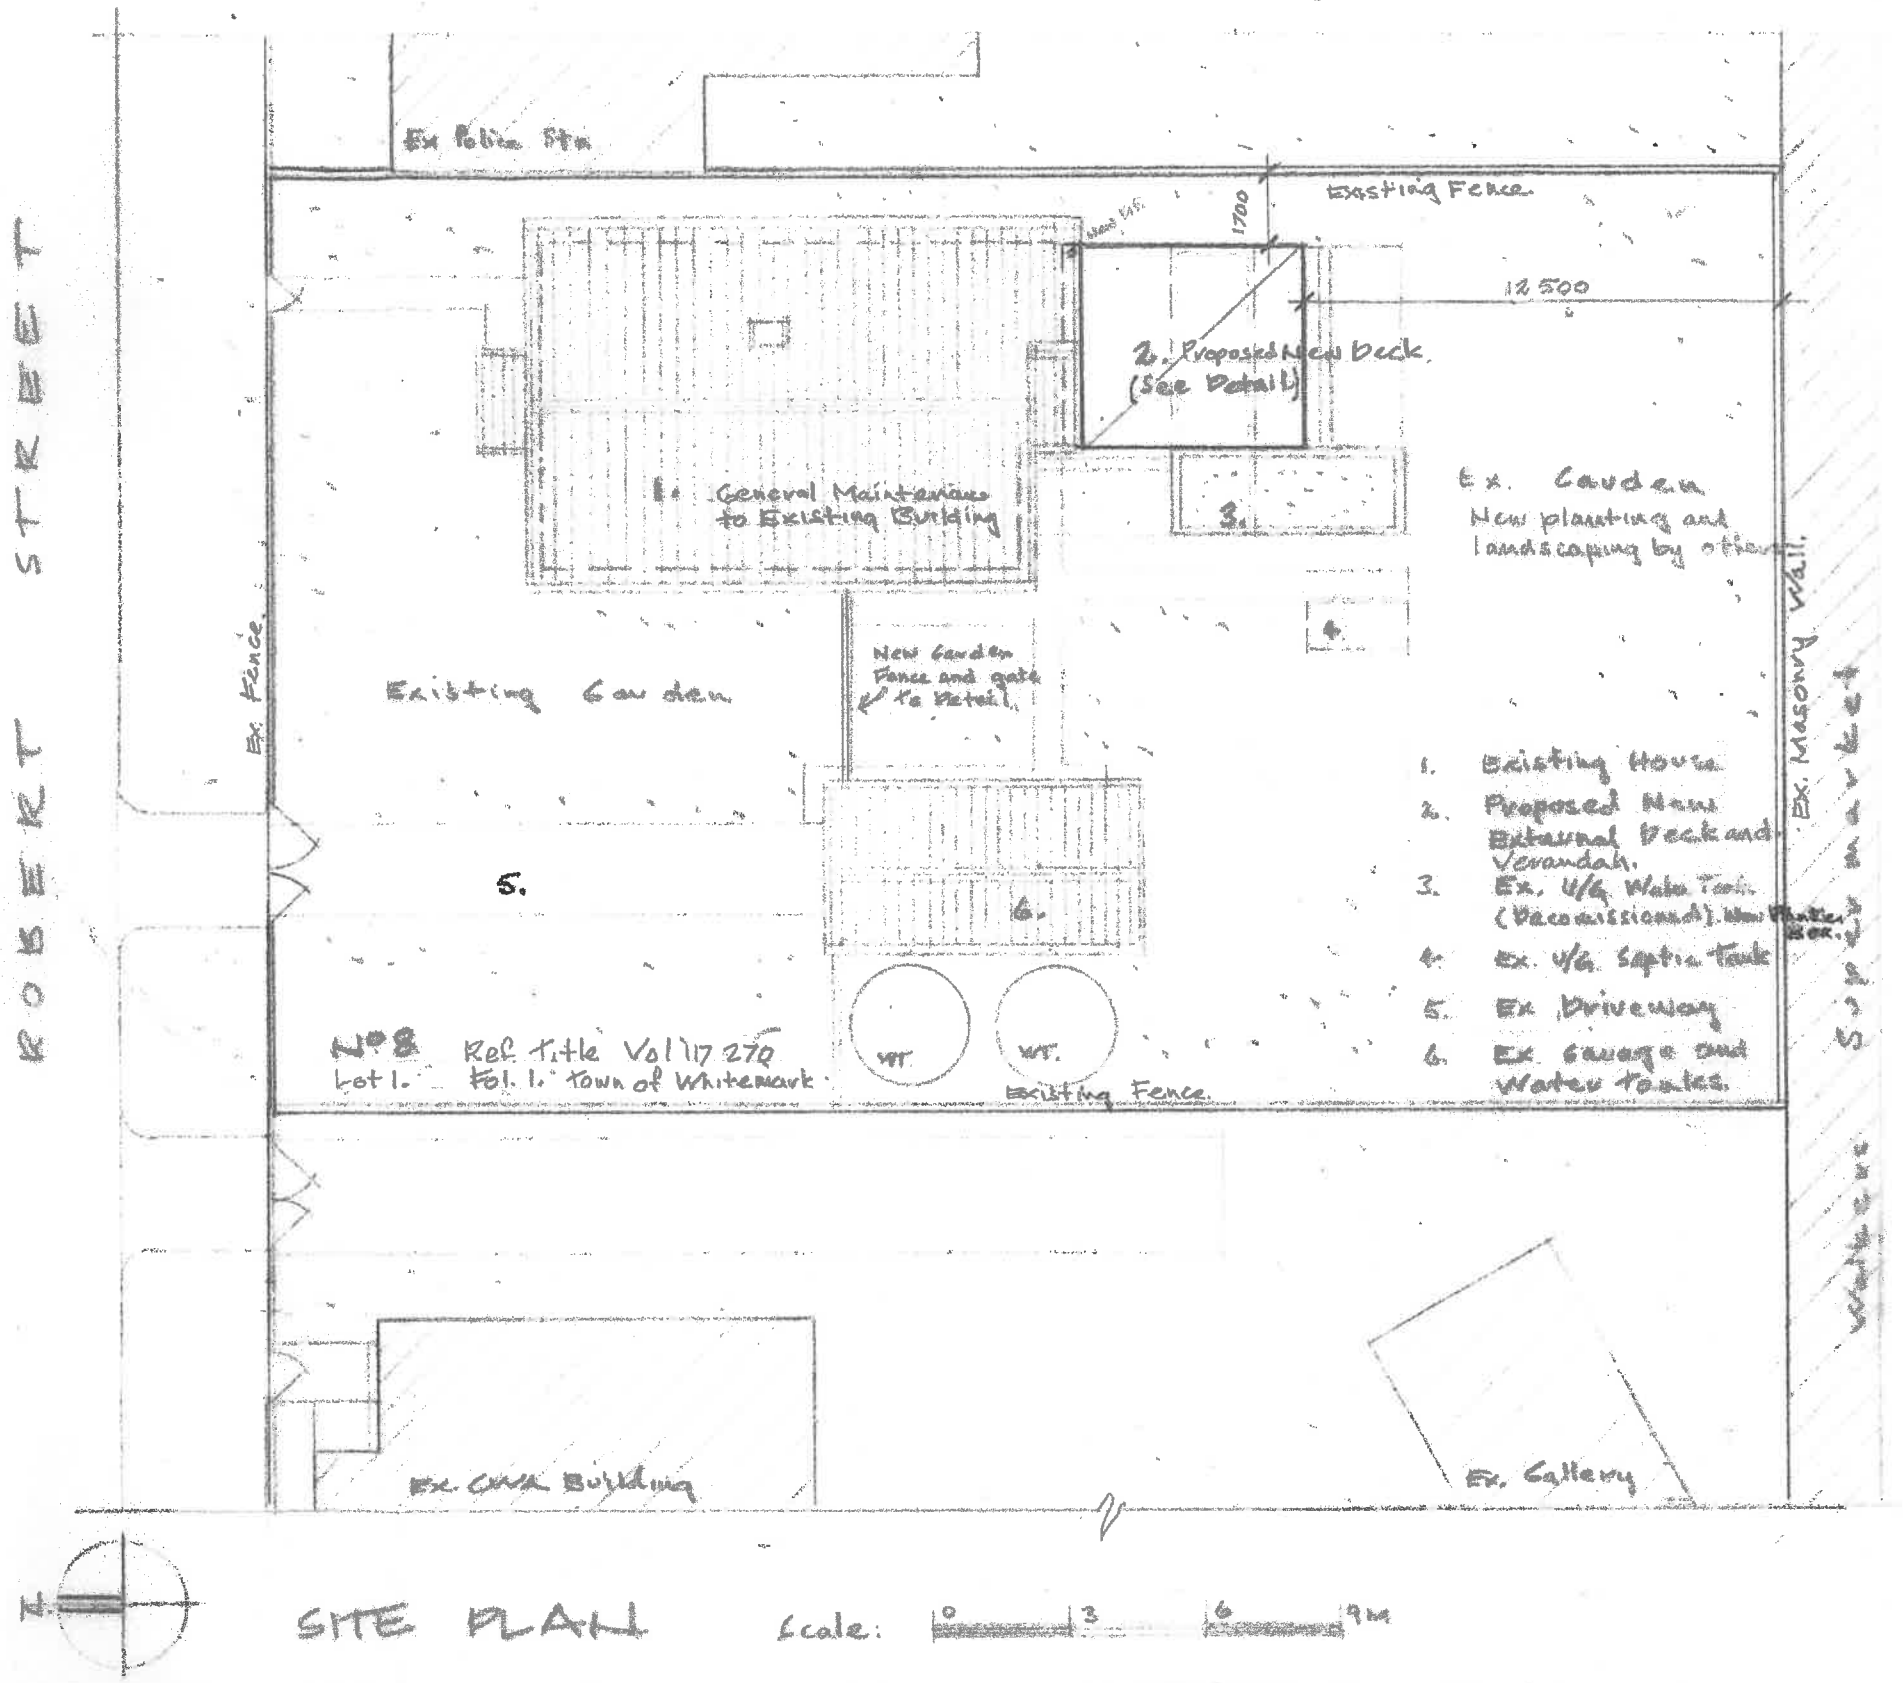 Ex Police Stn
Existing Fence
1700
12 500
2. Proposed New Deck.
(See Detail)
1. General Maintenance
to Existing Building
3.
Ex. Garden
New planting and
landscaping by others
4
Ex. Masonry Wall.
ROBERT STREET
Ex. Fence.
Existing Garden
New Garden
Fence and gate
To Detail.
5.
6.
1. Existing House
2. Proposed New
External Deck and
Verandah.
3. Ex. U/G Water Tank.
(Decomissioned). New Planter
Box.
4. Ex. U/G Septic Tank
5. Ex Driveway
6. Ex Garage and
Water tanks.
Supermarket
Walkers
No 8
Lot 1.
Ref. Title Vol 117 270
Fol. 1. Town of Whitemark.
WT.
WT.
Existing Fence.
Ex. CWA Building
Ex. Gallery
SITE PLAN
Scale: 0 3 6 9M